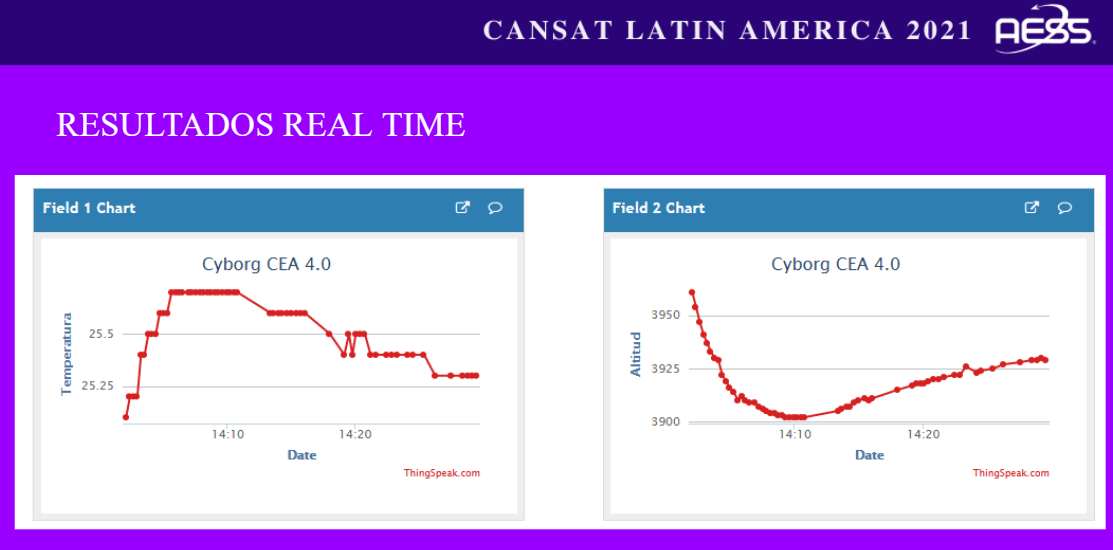 CANSAT LATIN AMERICA 2021 AESS
RESULTADOS REAL TIME
Field 1 Chart
Cyborg CEA 4.0
Temperatura
25.5
25.25
14:10 14:20
Date
ThingSpeak.com
Field 2 Chart
Cyborg CEA 4.0
Altitud
3950
3925
3900
14:10 14:20
Date
ThingSpeak.com